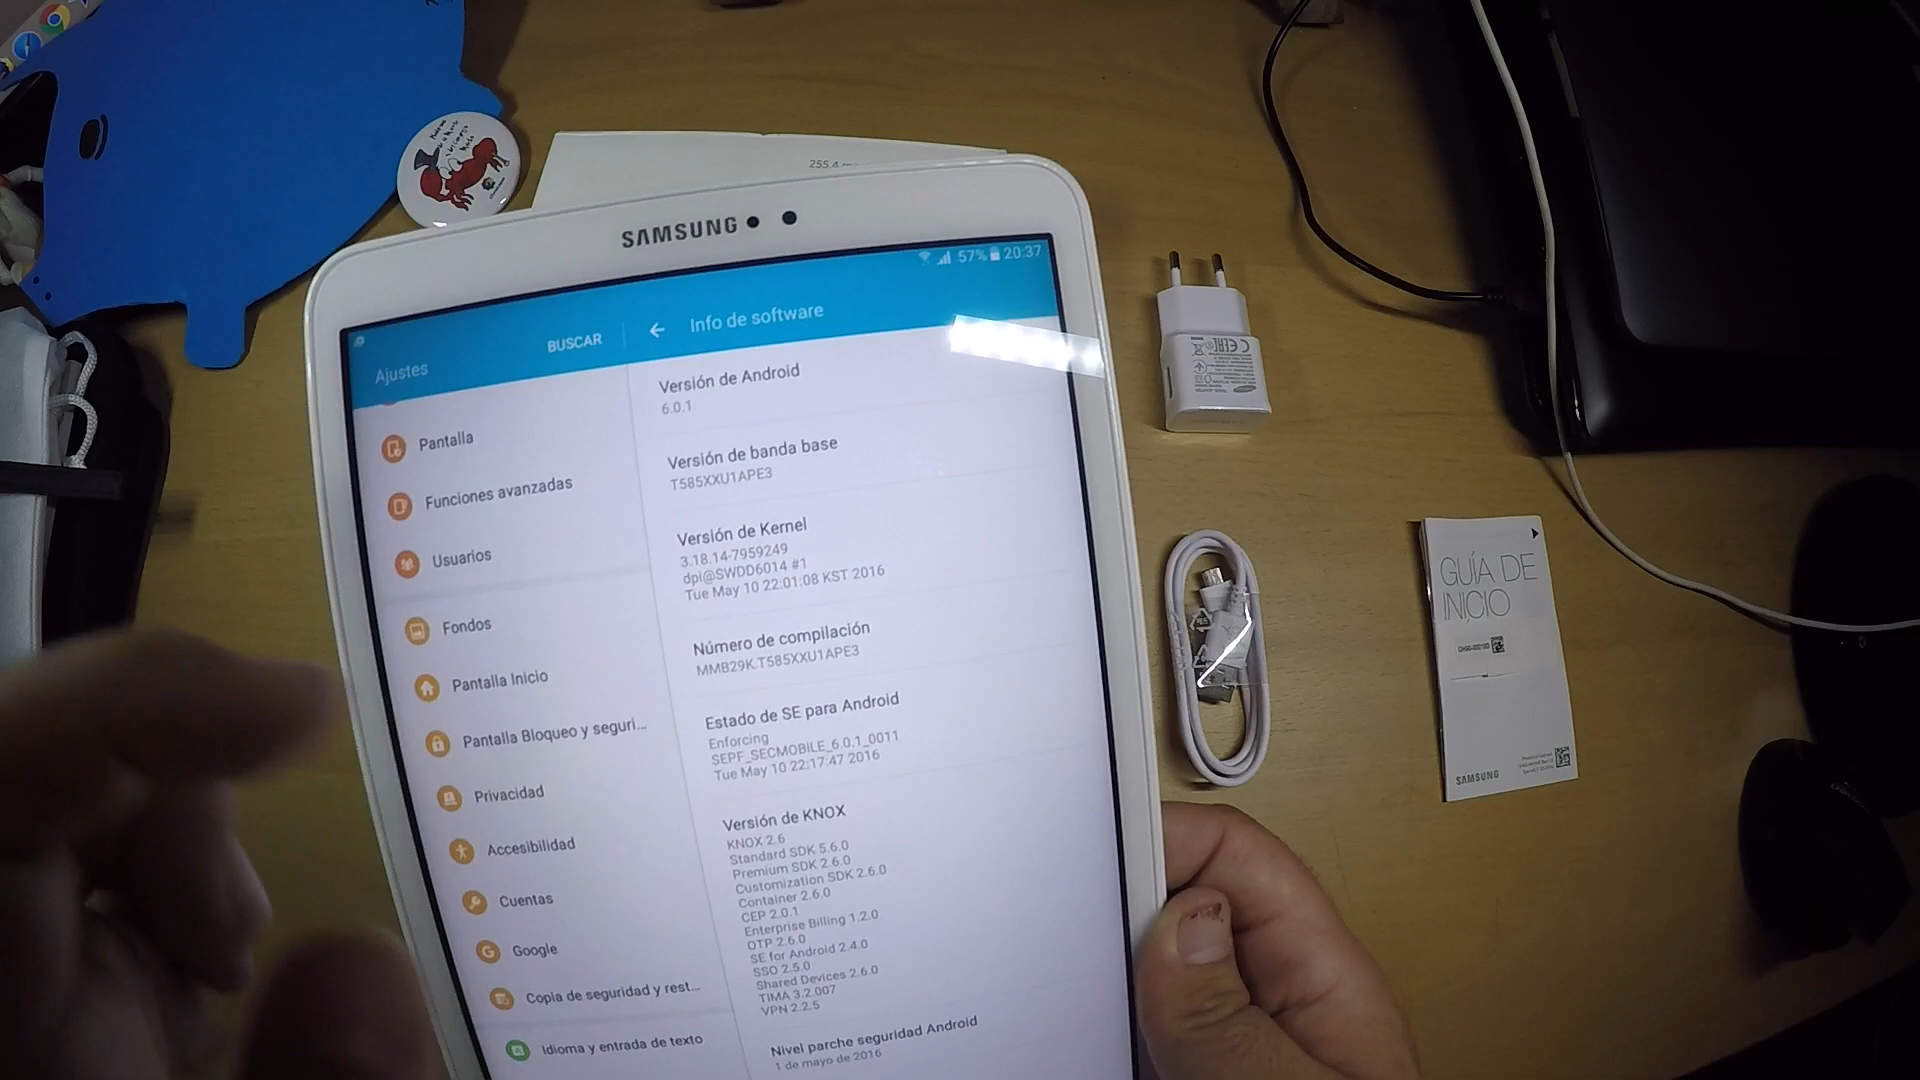 255.4
SAMSUNG
57% 20:37
Ajustes
BUSCAR
Info de software
Pantalla
Funciones avanzadas
Usuarios
Fondos
Pantalla Inicio
Pantalla Bloqueo y seguri...
Privacidad
Accesibilidad
Cuentas
Google
Copia de seguridad y rest...
Idioma y entrada de texto
Versión de Android
6.0.1
Versión de banda base
T585XXU1APE3
Versión de Kernel
3.18.14-7959249
dpi@SWDD6014 #1
Tue May 10 22:01:08 KST 2016
Número de compilación
MMB29K.T585XXU1APE3
Estado de SE para Android
Enforcing
SEPF_SECMOBILE_6.0.1_0011
Tue May 10 22:17:47 2016
Versión de KNOX
KNOX 2.6
Standard SDK 5.6.0
Premium SDK 2.6.0
Customization SDK 2.6.0
Container 2.6.0
CEP 2.0.1
Enterprise Billing 1.2.0
OTP 2.6.0
SE for Android 2.4.0
SSO 2.5.0
Shared Devices 2.6.0
TIMA 3.2.007
VPN 2.2.5
Nivel parche seguridad Android
1 de mayo de 2016
GUÍA DE
INICIO
SAMSUNG